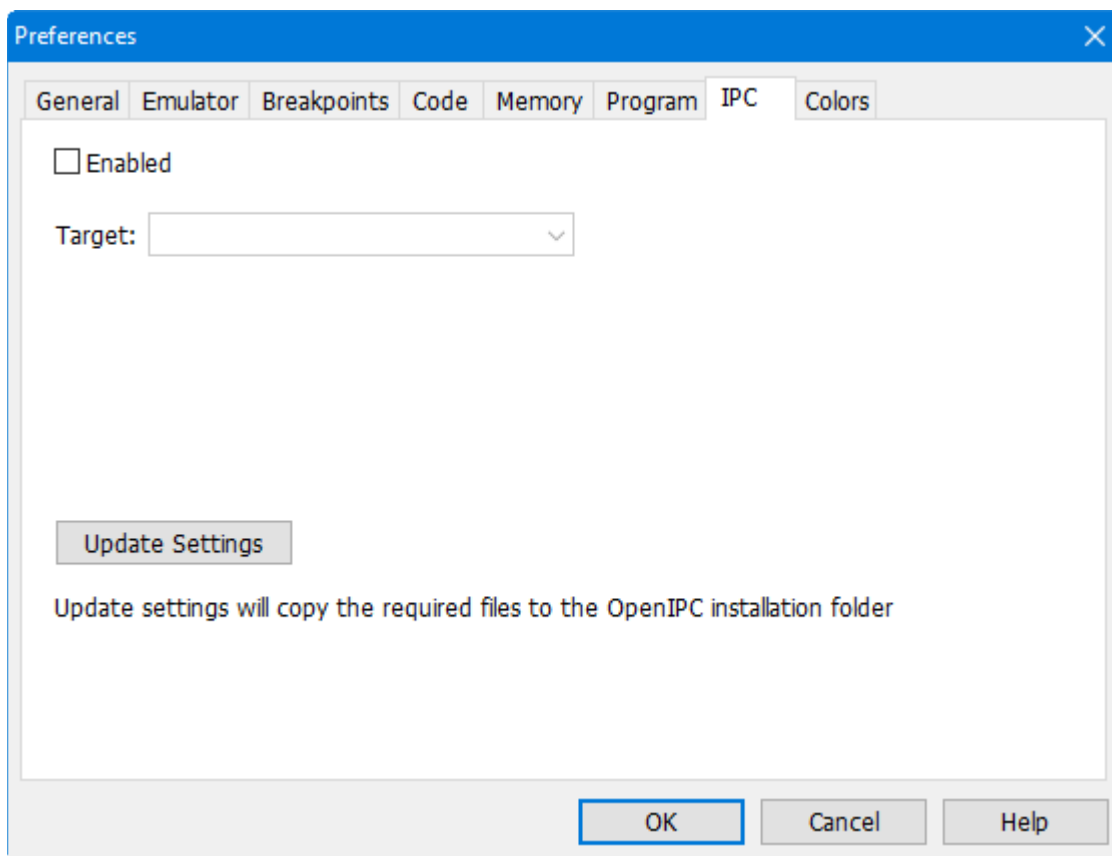 Preferences
General Emulator Breakpoints Code Memory Program IPC Colors
Enabled
Target:
Update Settings
Update settings will copy the required files to the OpenIPC installation folder
OK Cancel Help